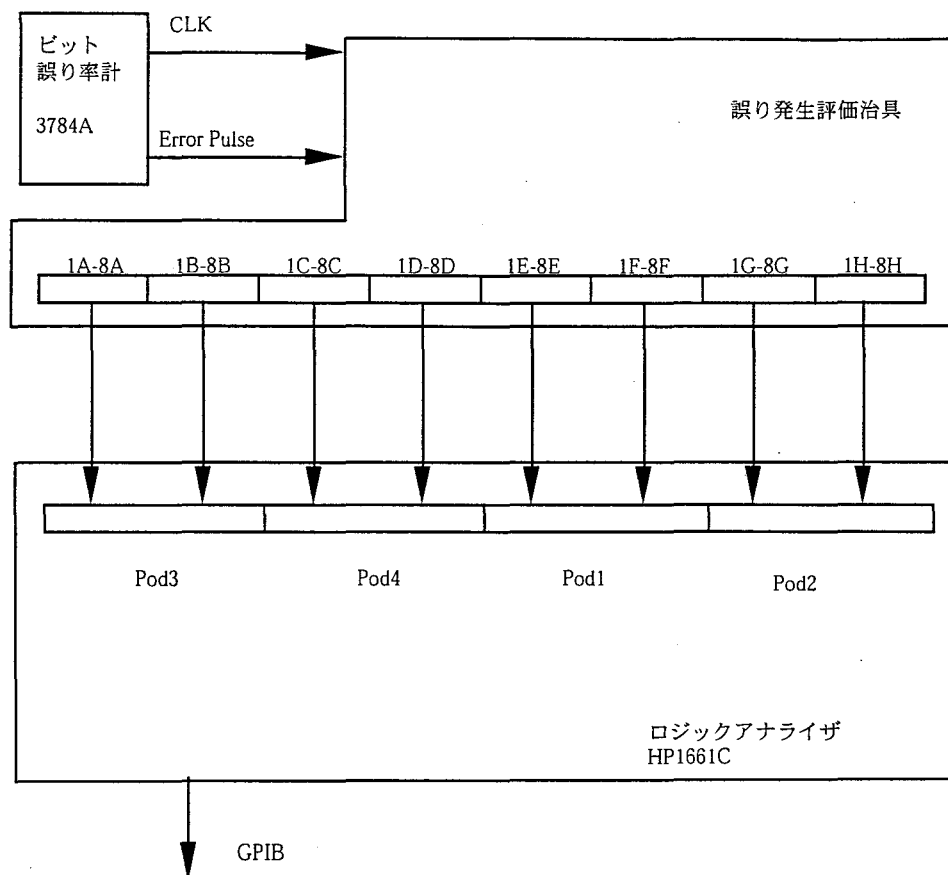 CLK
ビット
誤り率計
3784A
Error Pulse
誤り発生評価治具
1A-8A 1B-8B 1C-8C 1D-8D 1E-8E 1F-8F 1G-8G 1H-8H
Pod3 Pod4 Pod1 Pod2
ロジックアナライザ
HP1661C
GPIB